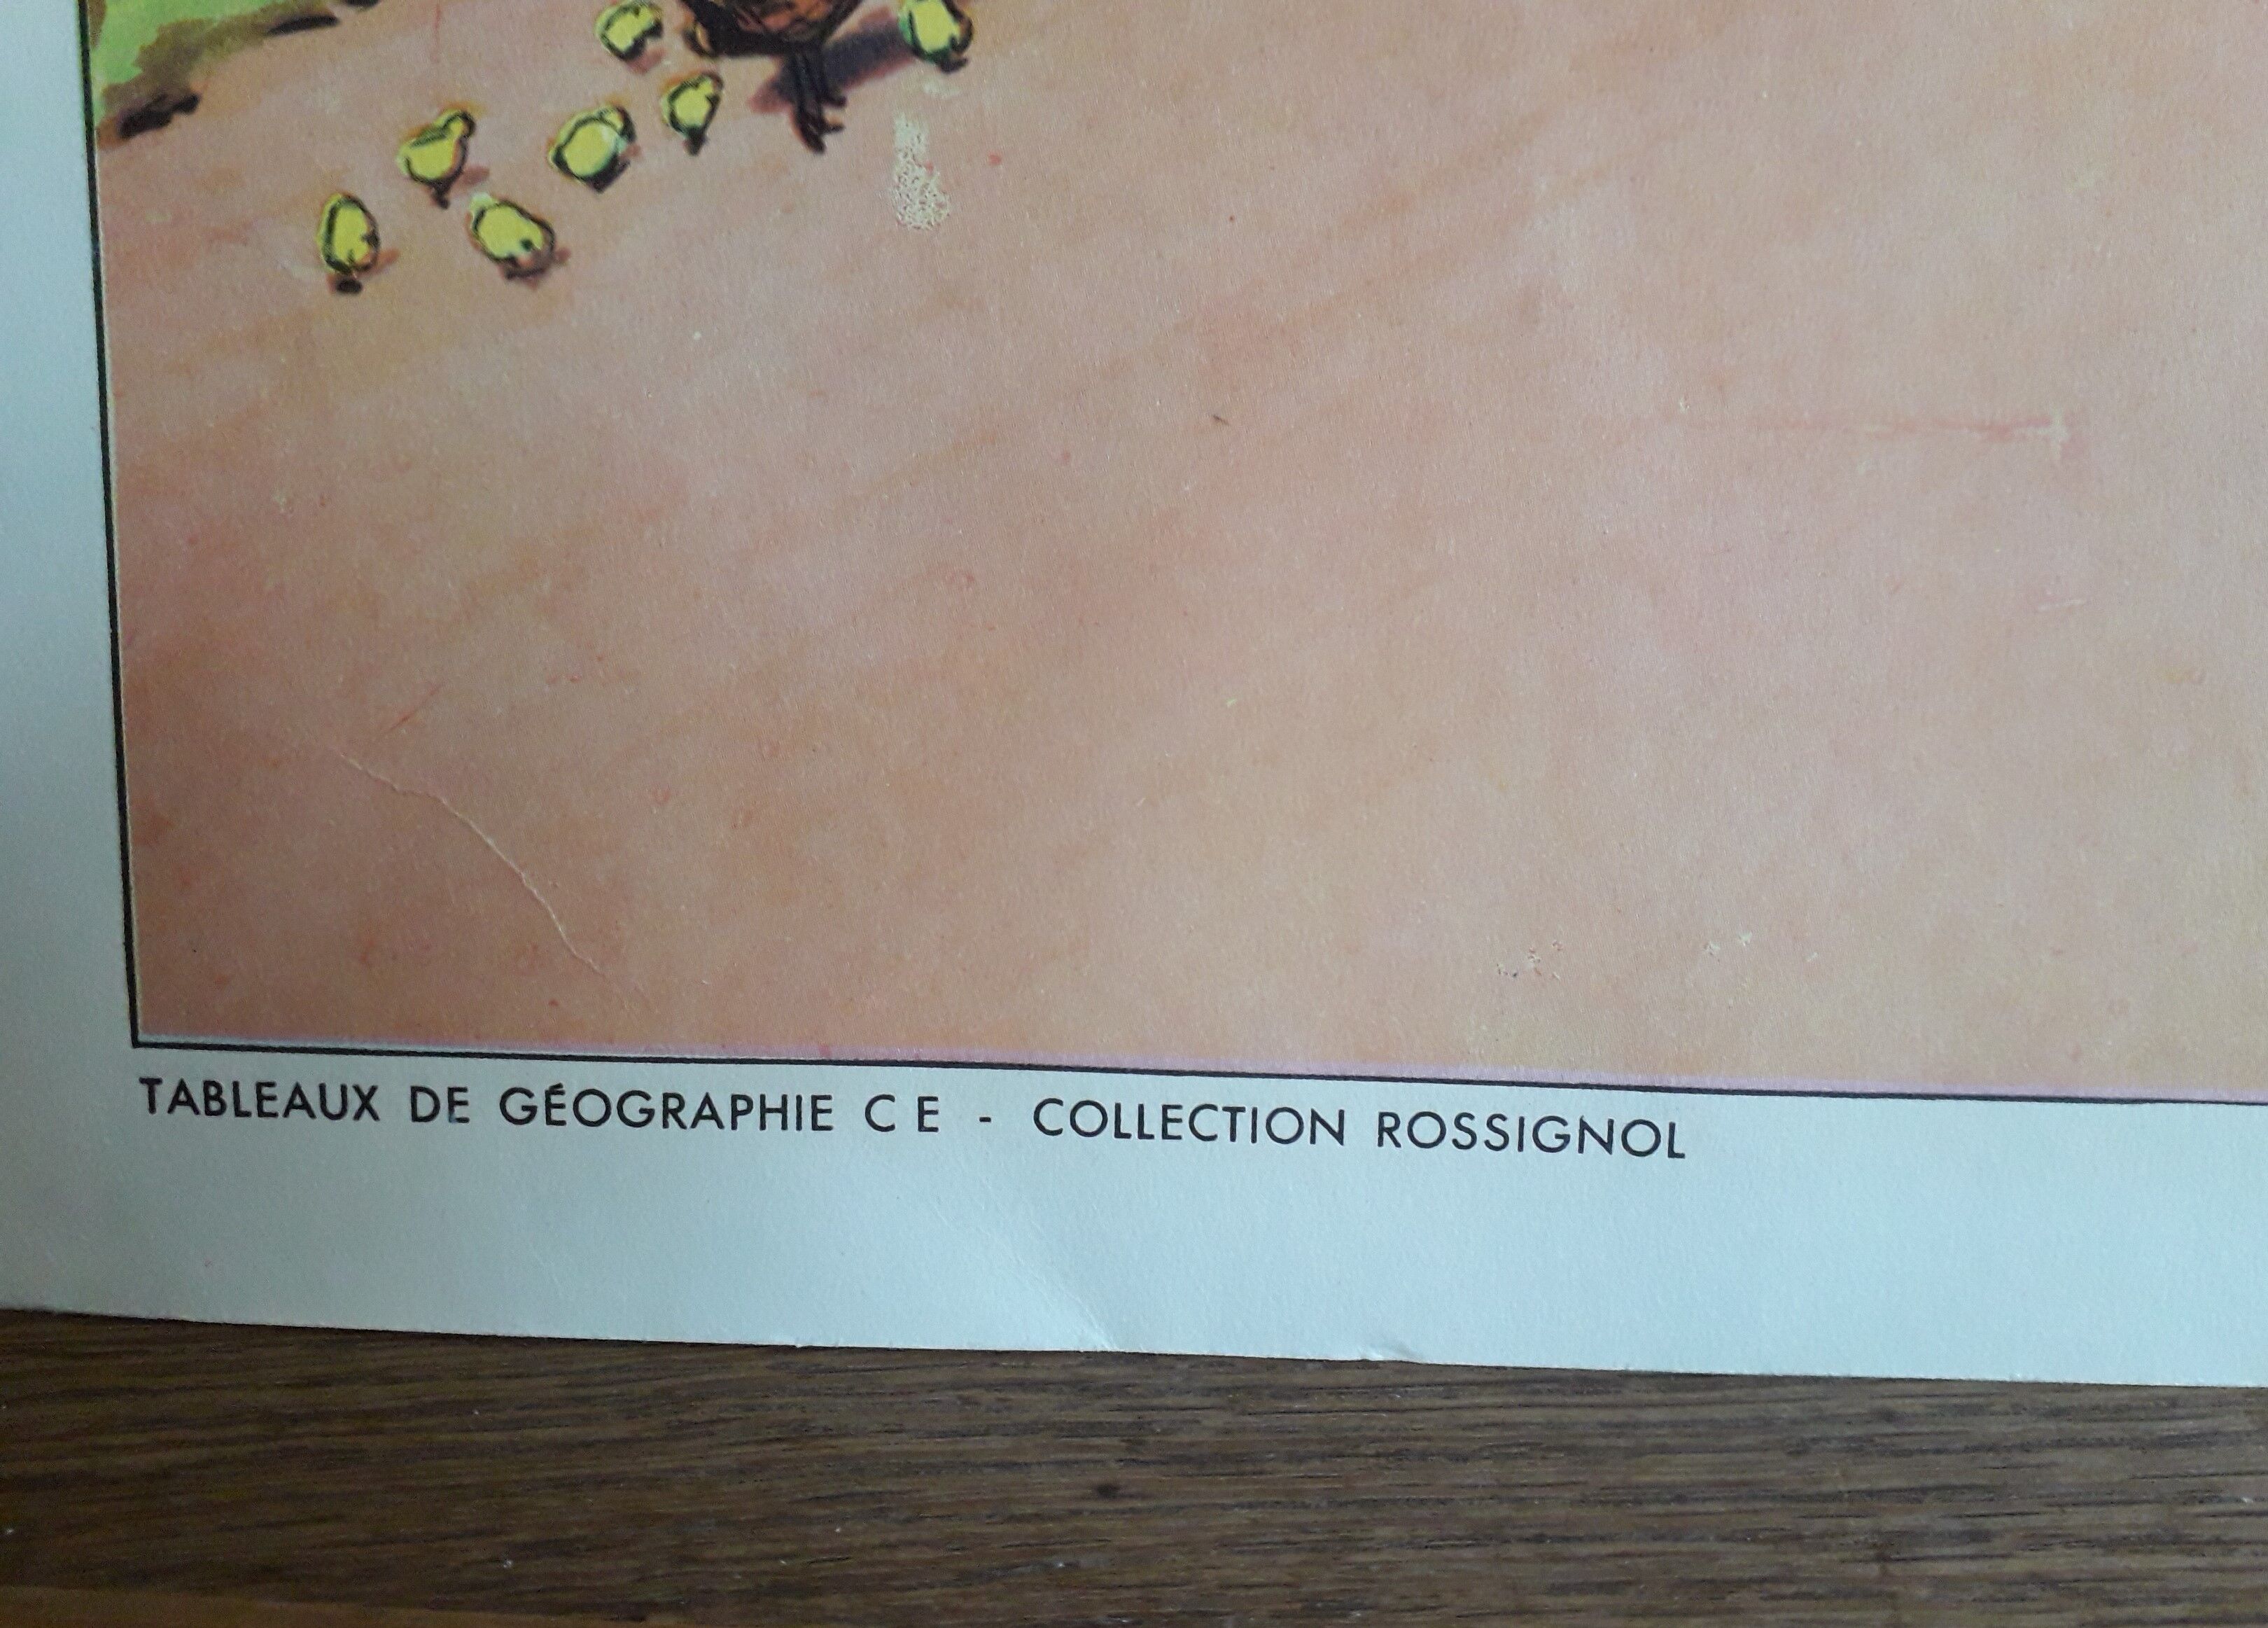 TABLEAUX DE GÉOGRAPHIE C E - COLLECTION ROSSIGNOL